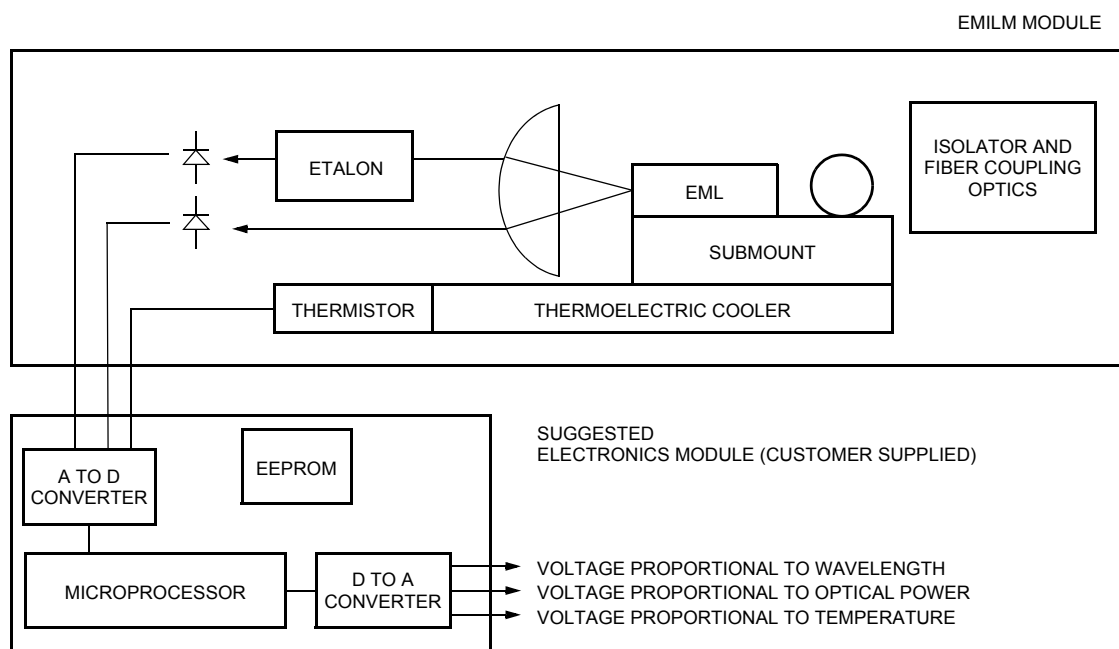 EMILM MODULE
ISOLATOR AND
FIBER COUPLING
OPTICS
ETALON
EML
SUBMOUNT
THERMISTOR
THERMOELECTRIC COOLER
SUGGESTED
ELECTRONICS MODULE (CUSTOMER SUPPLIED)
EEPROM
A TO D
CONVERTER
MICROPROCESSOR
D TO A
CONVERTER
VOLTAGE PROPORTIONAL TO WAVELENGTH
VOLTAGE PROPORTIONAL TO OPTICAL POWER
VOLTAGE PROPORTIONAL TO TEMPERATURE